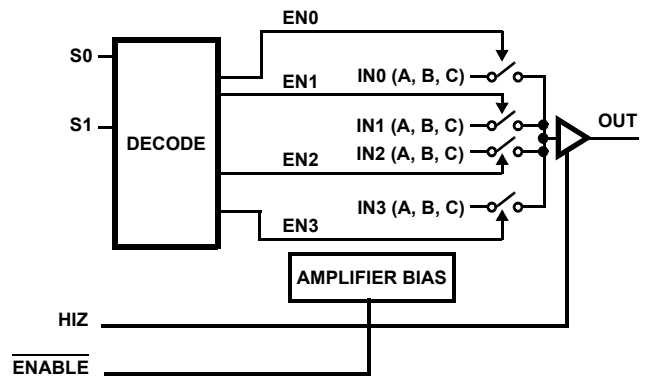 EN0
S0
IN0 (A, B, C)
EN1
OUT
S1
IN1 (A, B, C)
DECODE
IN2 (A, B, C)
EN2
IN3 (A, B, C)
EN3
AMPLIFIER BIAS
HIZ
ENABLE